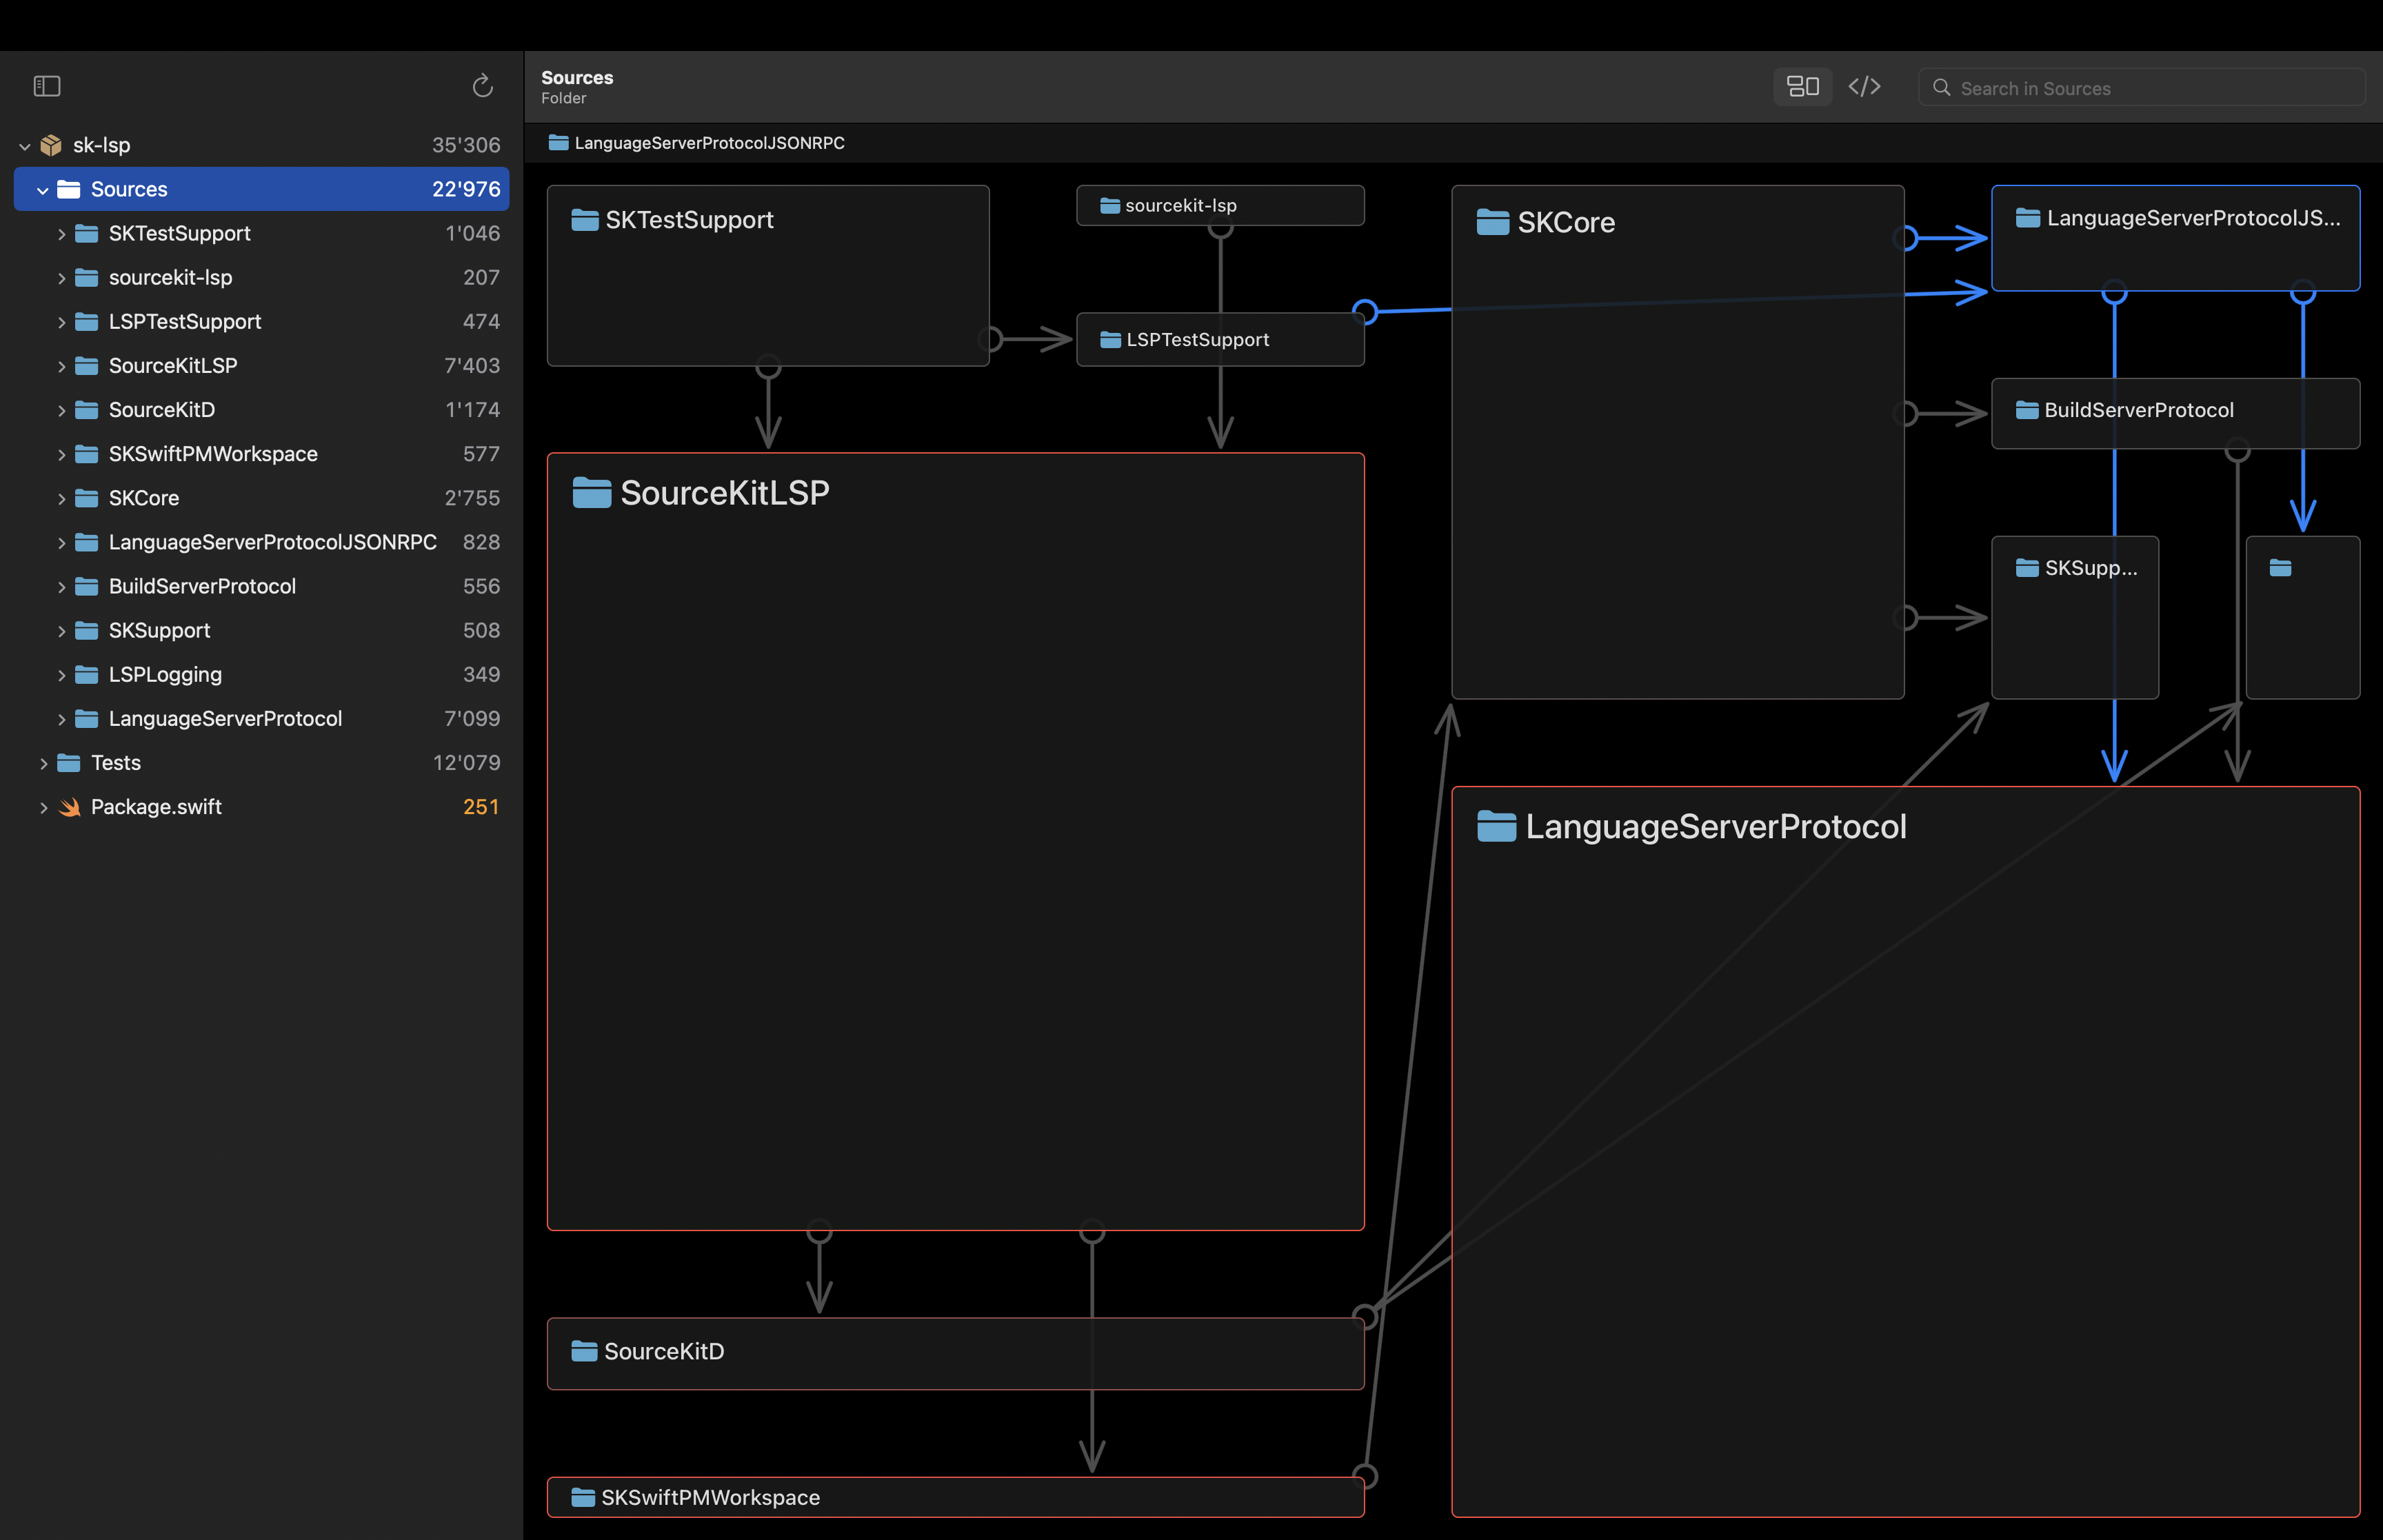 Sources
Folder
Search in Sources
LanguageServerProtocolJSONRPC
sk-lsp 35'306
Sources 22'976
SKTestSupport 1'046
sourcekit-lsp 207
LSPTestSupport 474
SourceKitLSP 7'403
SourceKitD 1'174
SKSwiftPMWorkspace 577
SKCore 2'755
LanguageServerProtocolJSONRPC 828
BuildServerProtocol 556
SKSupport 508
LSPLogging 349
LanguageServerProtocol 7'099
Tests 12'079
Package.swift 251
SKTestSupport
sourcekit-lsp
LSPTestSupport
SourceKitLSP
SourceKitD
SKSwiftPMWorkspace
SKCore
LanguageServerProtocolJS...
BuildServerProtocol
SKSupp...
LanguageServerProtocol